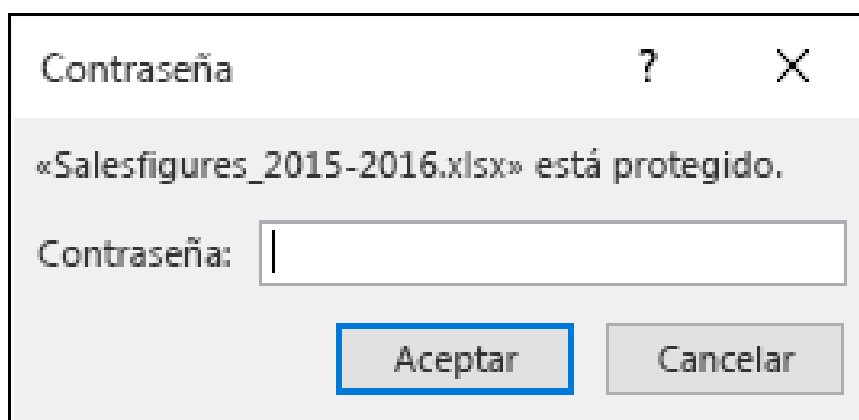 Contraseña ?
«Salesfigures_2015-2016.xlsx» está protegido.
Contraseña:
Aceptar Cancelar